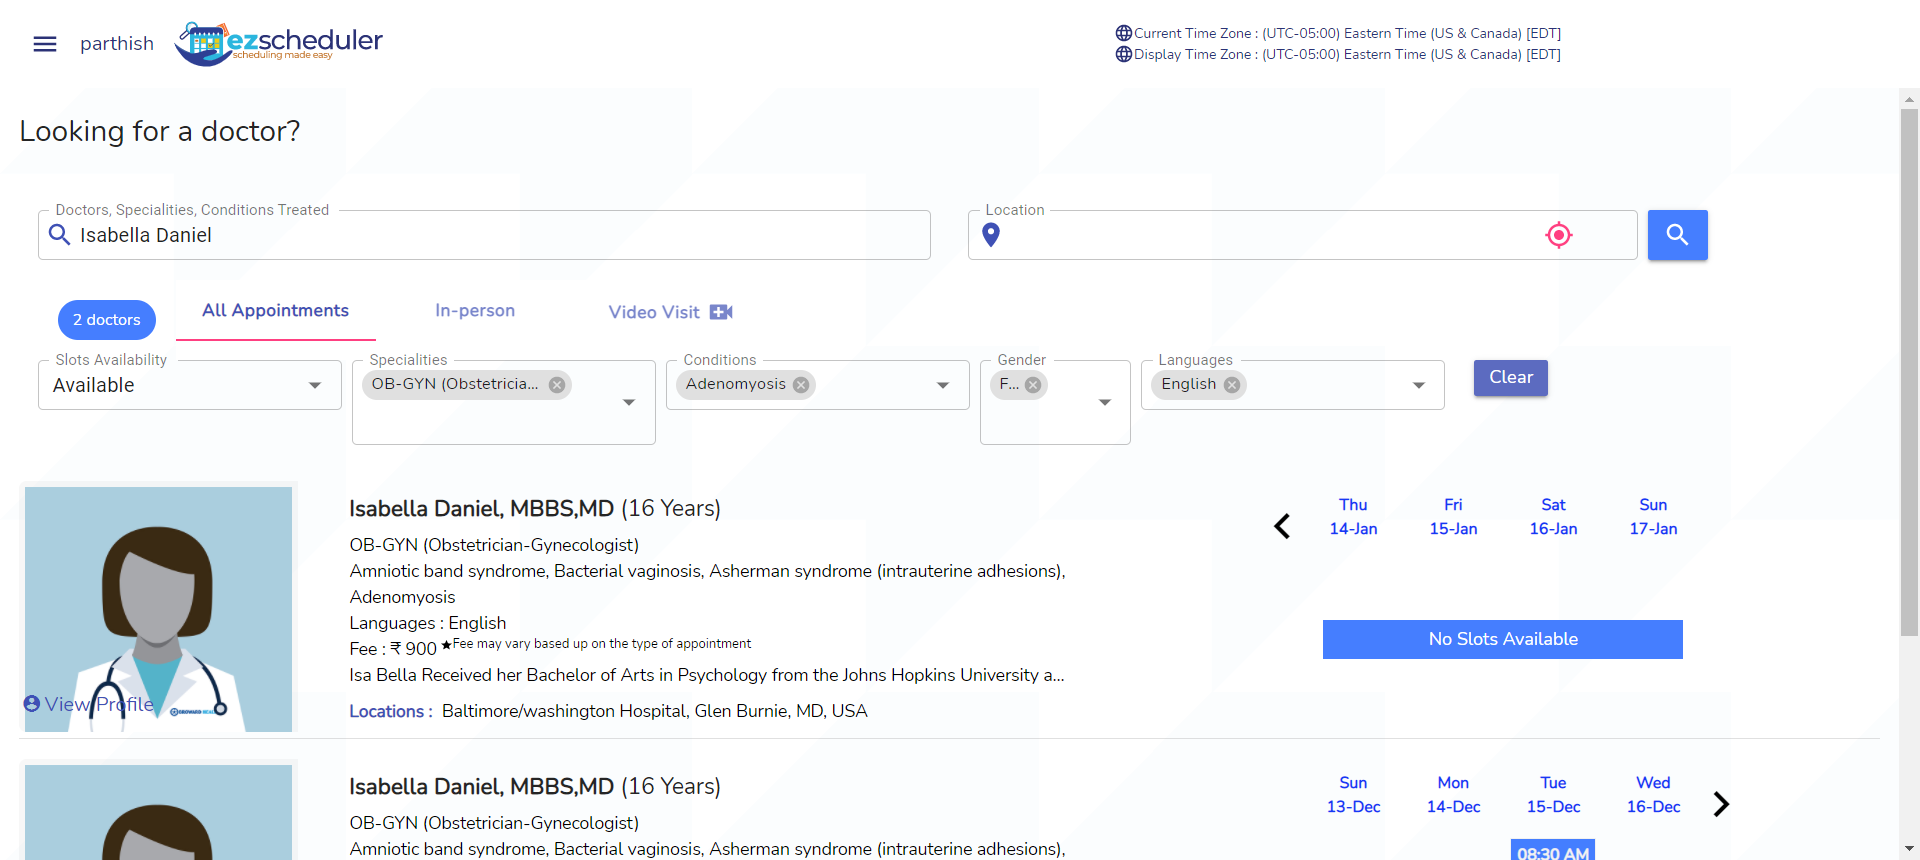 parthish
ezscheduler
scheduling made easy
Current Time Zone : (UTC-05:00) Eastern Time (US & Canada) [EDT]
Display Time Zone : (UTC-05:00) Eastern Time (US & Canada) [EDT]
Looking for a doctor?
Doctors, Specialities, Conditions Treated
Isabella Daniel
Location
2 doctors
All Appointments
In-person
Video Visit
Slots Availability
Available
Specialities
OB-GYN (Obstetricia...
Conditions
Adenomyosis
Gender
F...
Languages
English
Clear
Isabella Daniel, MBBS,MD (16 Years)
OB-GYN (Obstetrician-Gynecologist)
Amniotic band syndrome, Bacterial vaginosis, Asherman syndrome (intrauterine adhesions),
Adenomyosis
Languages : English
Fee : ₹ 900 ★Fee may vary based up on the type of appointment
Isa Bella Received her Bachelor of Arts in Psychology from the Johns Hopkins University a...
Locations : Baltimore/washington Hospital, Glen Burnie, MD, USA
View Profile
Thu Fri Sat Sun
14-Jan 15-Jan 16-Jan 17-Jan
No Slots Available
Isabella Daniel, MBBS,MD (16 Years)
OB-GYN (Obstetrician-Gynecologist)
Amniotic band syndrome, Bacterial vaginosis, Asherman syndrome (intrauterine adhesions),
Sun Mon Tue Wed
13-Dec 14-Dec 15-Dec 16-Dec
08:30 AM